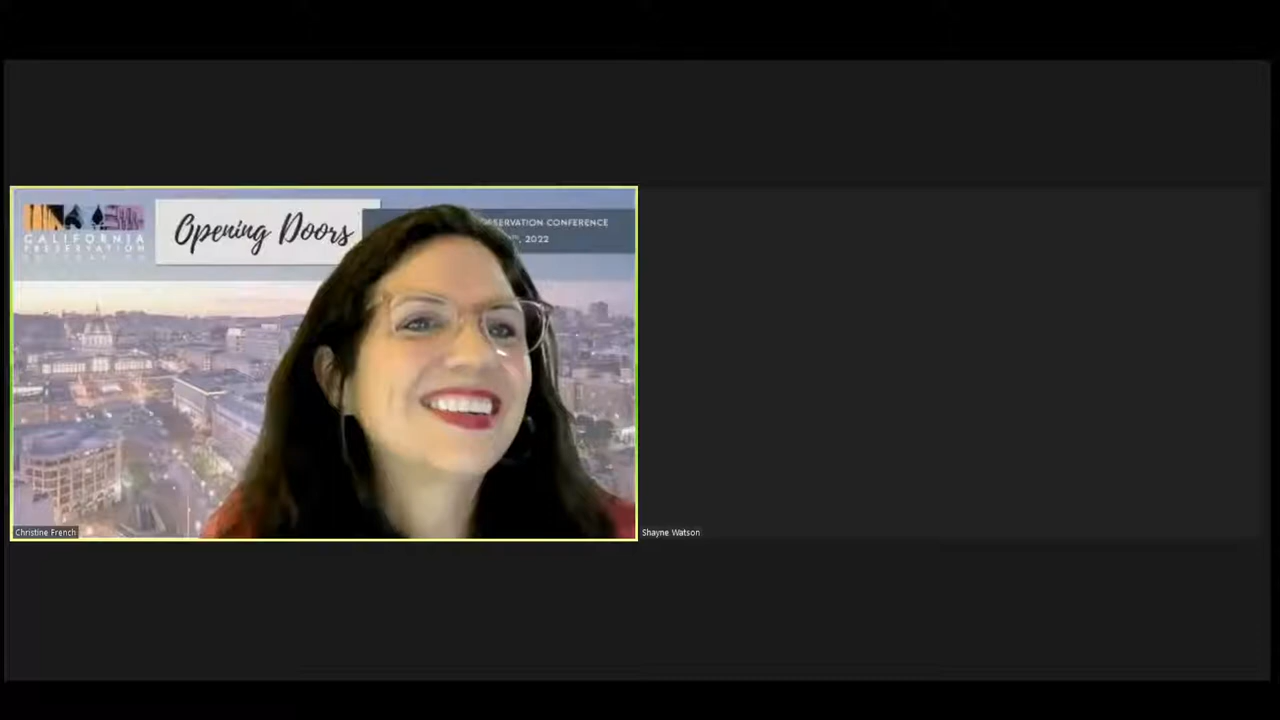 CALIFORNIA
PRESERVATION
Opening Doors
SERVATION CONFERENCE
, 2022
Christine French
Shayne Watson